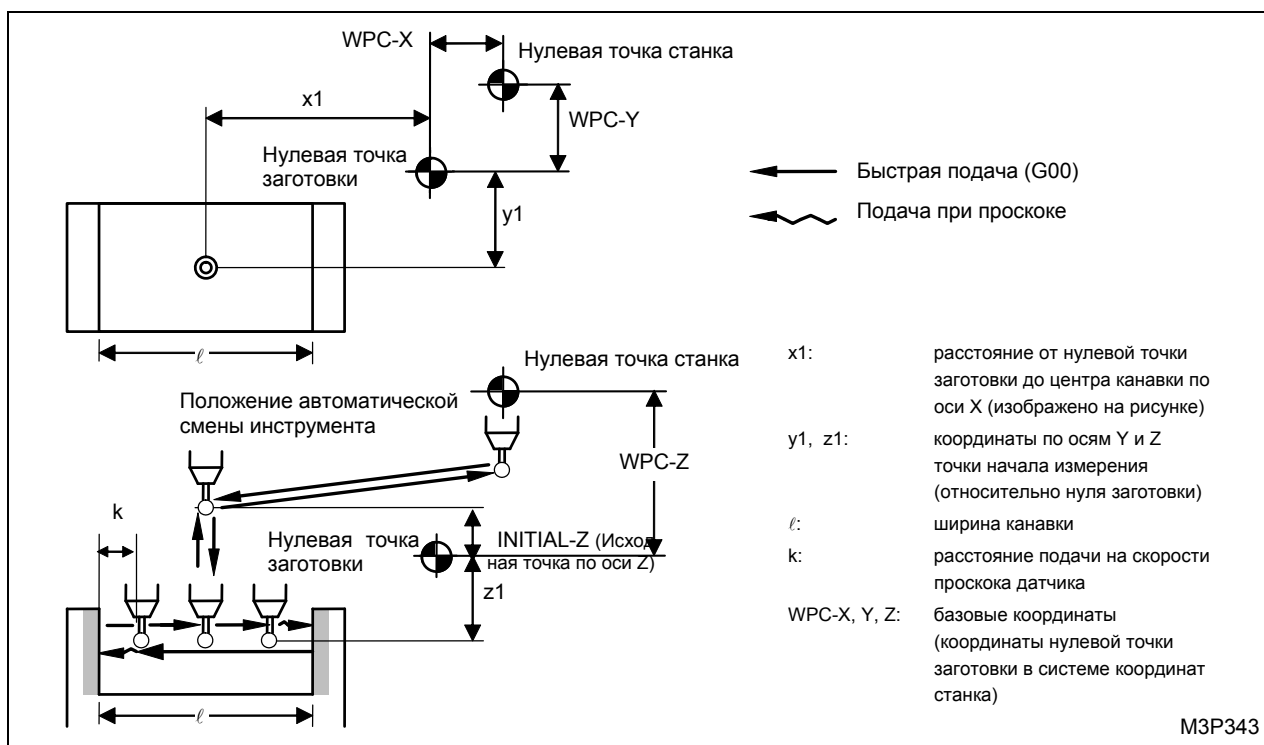 WPC-X
Нулевая точка станка
x1
WPC-Y
Нулевая точка
заготовки
y1
Быстрая подача (G00)
Подача при проскоке
ℓ
Нулевая точка станка
Положение автоматической
смены инструмента
WPC-Z
k
Нулевая точка
заготовки
INITIAL-Z (Исход
ная точка по оси Z)
z1
ℓ
x1: расстояние от нулевой точки
заготовки до центра канавки по
оси X (изображено на рисунке)
y1, z1: координаты по осям Y и Z
точки начала измерения
(относительно нуля заготовки)
ℓ: ширина канавки
k: расстояние подачи на скорости
проскока датчика
WPC-X, Y, Z: базовые координаты
(координаты нулевой точки
заготовки в системе координат
станка)
M3P343